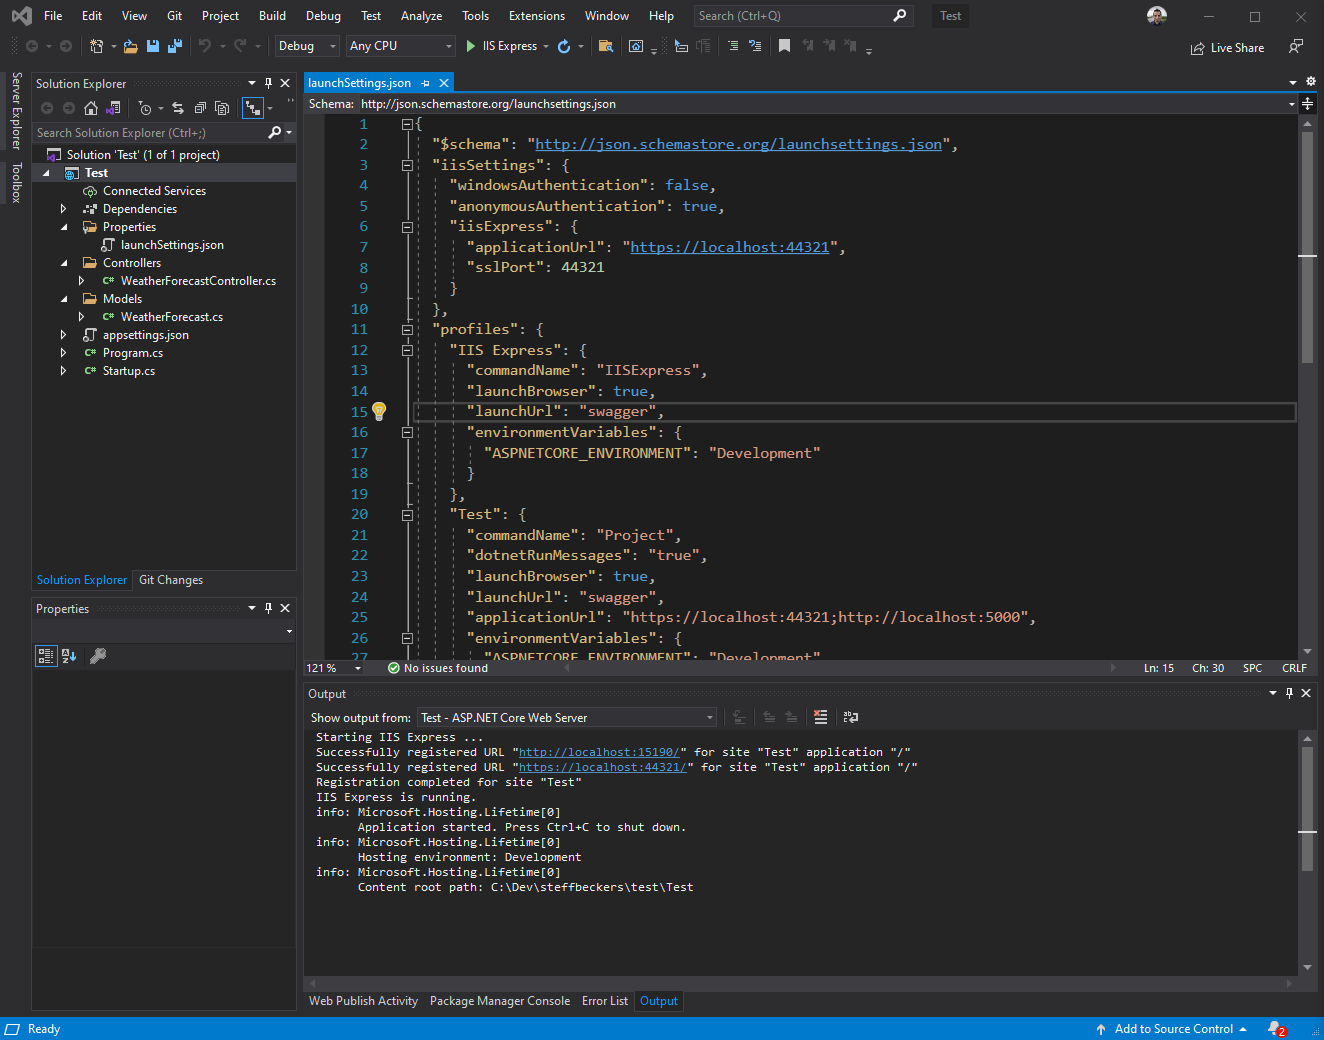 File Edit View Git Project Build Debug Test Analyze Tools Extensions Window Help Search (Ctrl+Q) Test
Debug Any CPU IIS Express Live Share
Server Explorer
Toolbox
Solution Explorer
Search Solution Explorer (Ctrl+;)
Solution 'Test' (1 of 1 project)
Test
Connected Services
Dependencies
Properties
launchSettings.json
Controllers
C# WeatherForecastController.cs
Models
C# WeatherForecast.cs
appsettings.json
C# Program.cs
C# Startup.cs
Solution Explorer Git Changes
Properties
launchSettings.json
Schema: http://json.schemastore.org/launchsettings.json
1 {
2 "$schema": "http://json.schemastore.org/launchsettings.json",
3 "iisSettings": {
4 "windowsAuthentication": false,
5 "anonymousAuthentication": true,
6 "iisExpress": {
7 "applicationUrl": "https://localhost:44321",
8 "sslPort": 44321
9 }
10 },
11 "profiles": {
12 "IIS Express": {
13 "commandName": "IISExpress",
14 "launchBrowser": true,
15 "launchUrl": "swagger",
16 "environmentVariables": {
17 "ASPNETCORE_ENVIRONMENT": "Development"
18 }
19 },
20 "Test": {
21 "commandName": "Project",
22 "dotnetRunMessages": "true",
23 "launchBrowser": true,
24 "launchUrl": "swagger",
25 "applicationUrl": "https://localhost:44321;http://localhost:5000",
26 "environmentVariables": {
27 "ASPNETCORE_ENVIRONMENT": "Development"
121 % No issues found Ln: 15 Ch: 30 SPC CRLF
Output
Show output from: Test - ASP.NET Core Web Server
Starting IIS Express ...
Successfully registered URL "http://localhost:15190/" for site "Test" application "/"
Successfully registered URL "https://localhost:44321/" for site "Test" application "/"
Registration completed for site "Test"
IIS Express is running.
info: Microsoft.Hosting.Lifetime[0]
Application started. Press Ctrl+C to shut down.
info: Microsoft.Hosting.Lifetime[0]
Hosting environment: Development
info: Microsoft.Hosting.Lifetime[0]
Content root path: C:\Dev\steffbeckers\test\Test
Web Publish Activity Package Manager Console Error List Output
Ready Add to Source Control 2